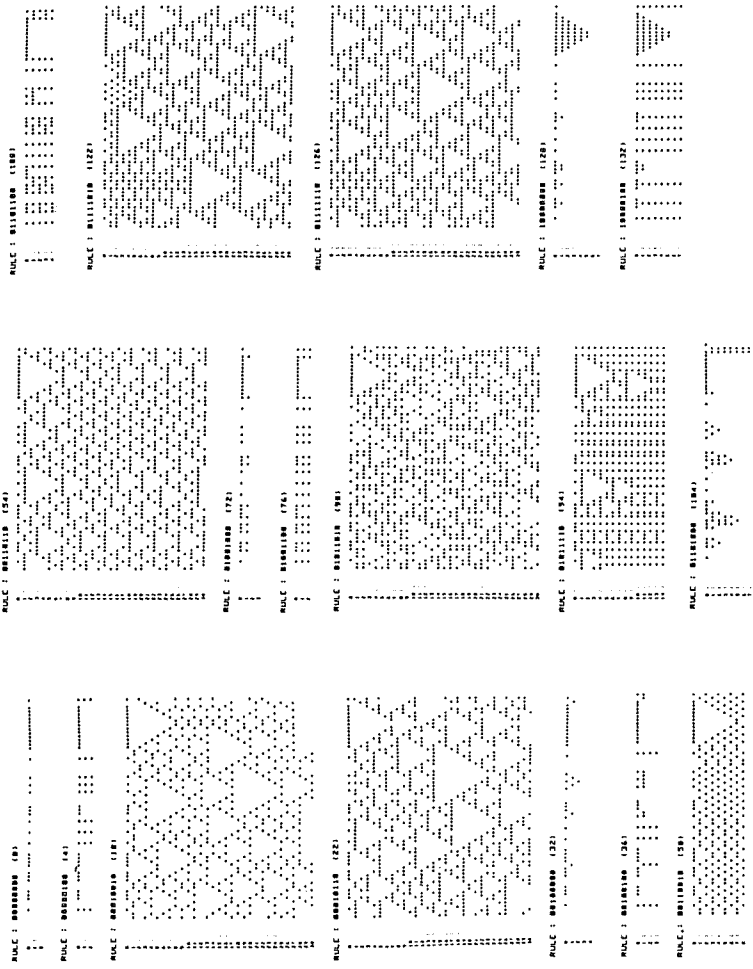 RULE : 00000000 (0)
RULE : 00000100 (4)
RULE : 00010010 (18)
RULE : 00010110 (22)
RULE : 00100000 (32)
RULE : 00100100 (36)
RULE : 00110010 (50)
RULE : 00110110 (54)
RULE : 01001000 (72)
RULE : 01001100 (76)
RULE : 01011010 (90)
RULE : 01011110 (94)
RULE : 01101000 (104)
RULE : 01101100 (108)
RULE : 01111010 (122)
RULE : 01111110 (126)
RULE : 10000000 (128)
RULE : 10000100 (132)